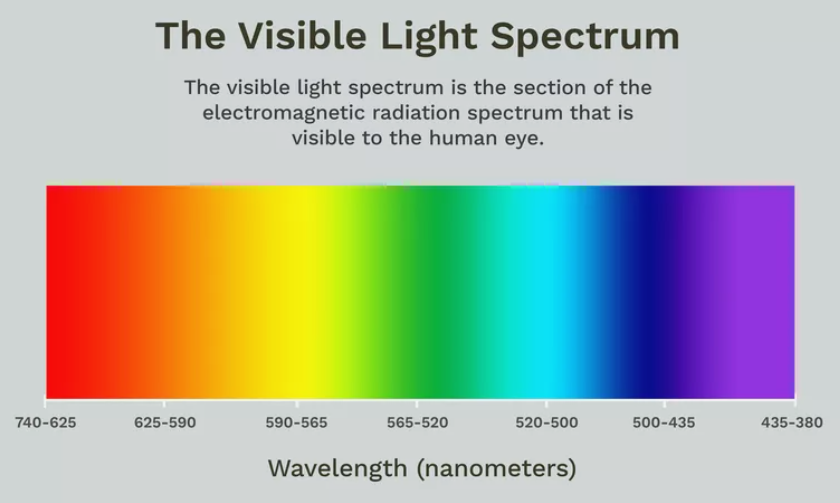 The Visible Light Spectrum
The visible light spectrum is the section of the
electromagnetic radiation spectrum that is
visible to the human eye.
740-625 625-590 590-565 565-520 520-500 500-435 435-380
Wavelength (nanometers)